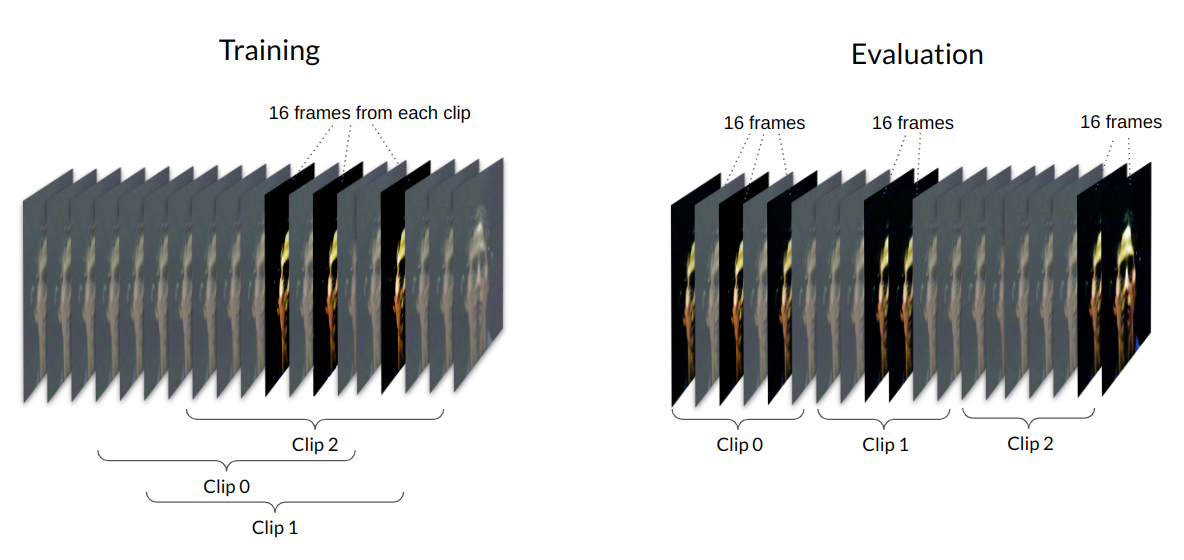 Training
16 frames from each clip
Clip 2
Clip 0
Clip 1
Evaluation
16 frames
16 frames
16 frames
Clip 0
Clip 1
Clip 2